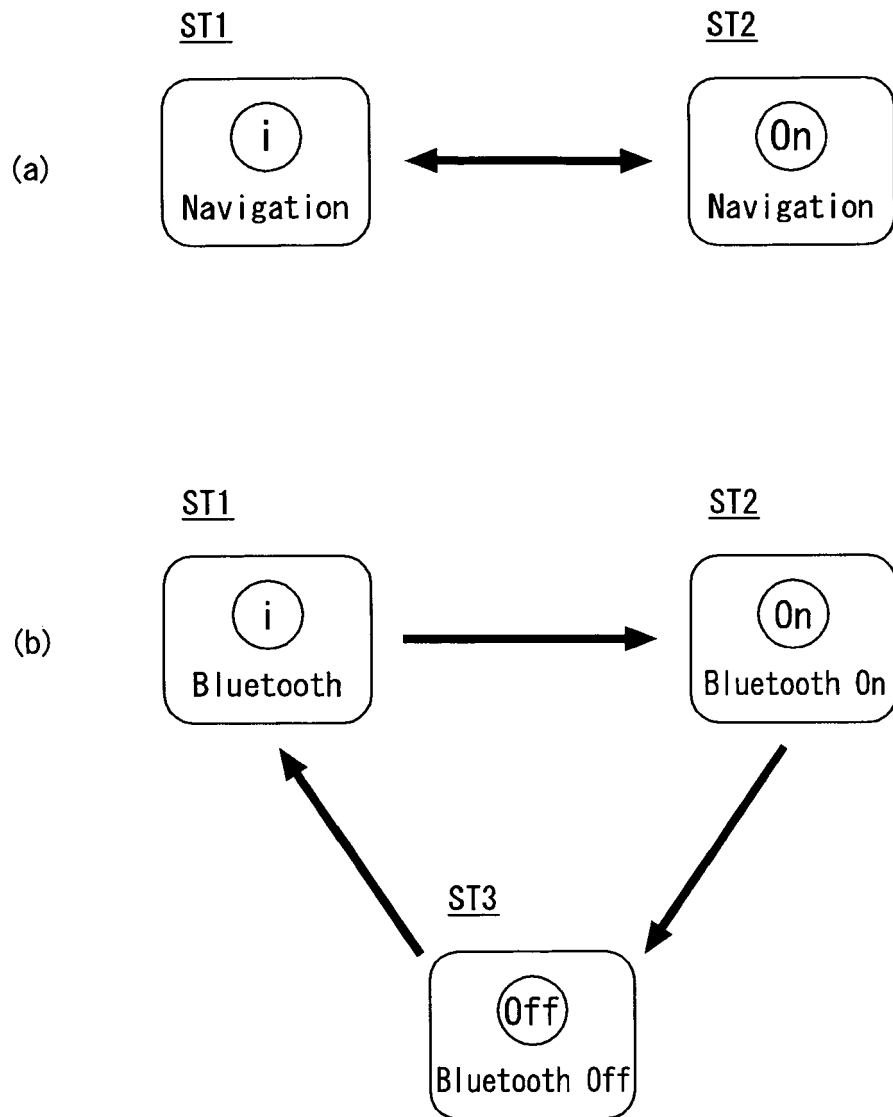 ST1
ST2
(a)
i
On
Navigation
Navigation
ST1
ST2
(b)
i
On
Bluetooth
Bluetooth On
ST3
Off
Bluetooth Off